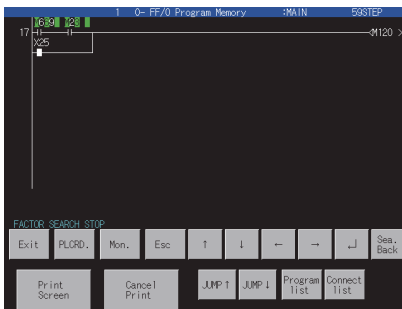 1 0- FF/0 Program Memory :MAIN 59STEP
17 M120
X25
FACTOR SEARCH STOP
Exit PLCRD. Mon. Esc ↑ ↓ ← → ↵ Sea. Back
Print Screen Cancel Print JUMP↑ JUMP↓ Program list Connect list